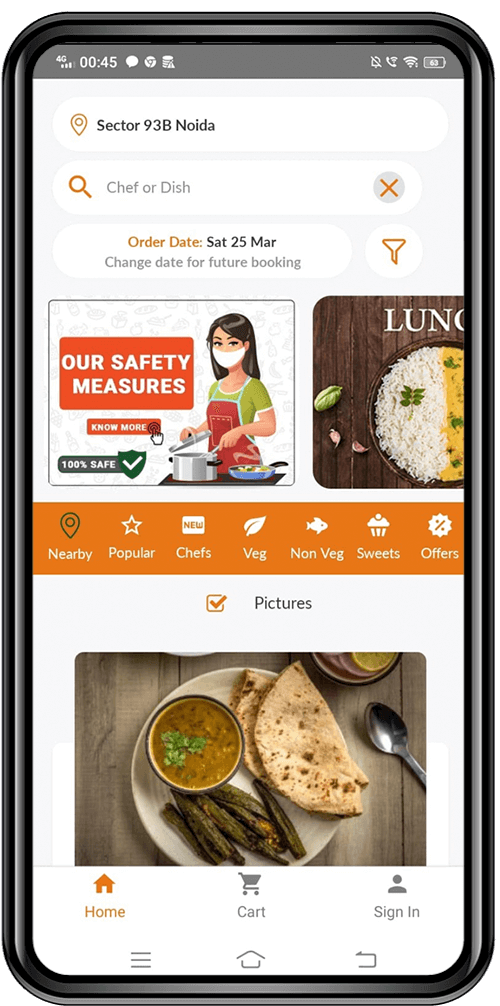 4G 00:45 63
Sector 93B Noida
Chef or Dish
Order Date: Sat 25 Mar
Change date for future booking
OUR SAFETY
MEASURES
KNOW MORE
100% SAFE
LUNC
NEW
Nearby Popular Chefs Veg Non Veg Sweets Offers
Pictures
Home Cart Sign In